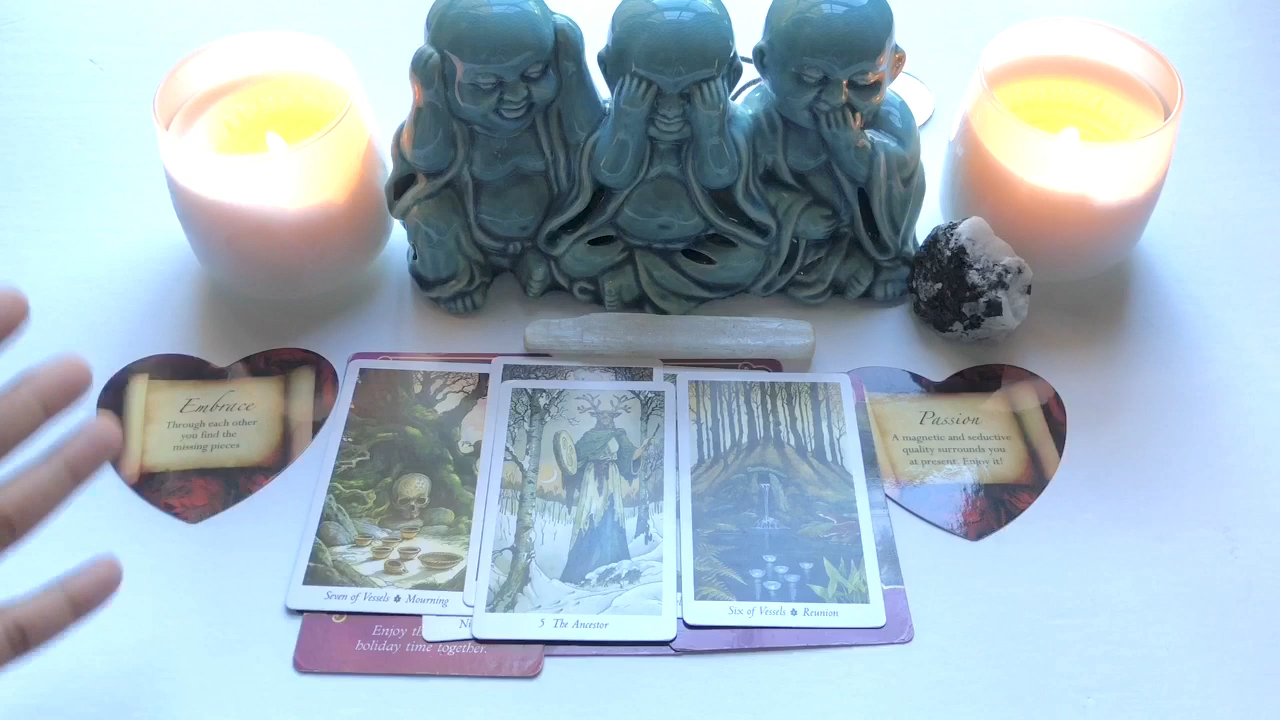 Embrace
Through each other
you find the
missing pieces
Passion
A magnetic and seductive
quality surrounds you
at present. Enjoy it!
Seven of Vessels ❉ Mourning
5 The Ancestor
Six of Vessels ❉ Reunion
Enjoy
holiday time together.